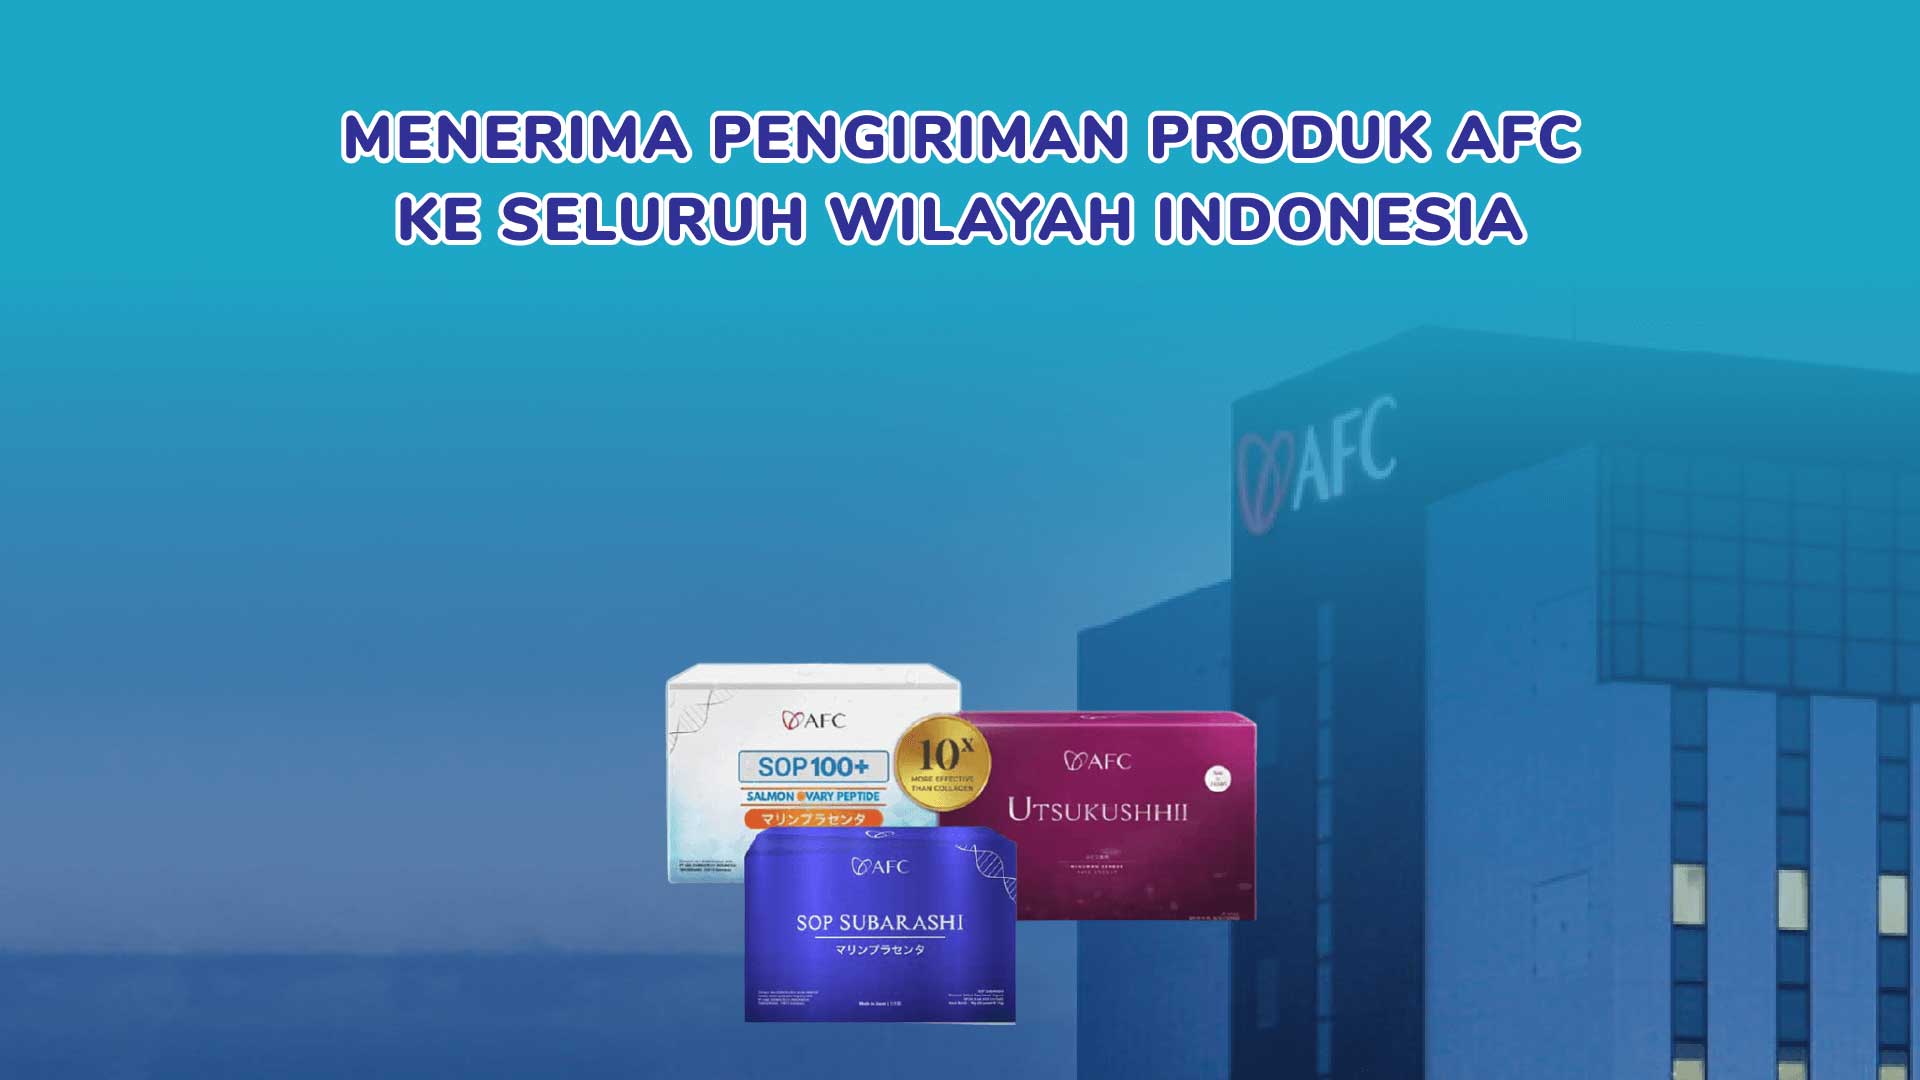 MENERIMA PENGIRIMAN PRODUK AFC
KE SELURUH WILAYAH INDONESIA
AFC
AFC
SOP 100+
SALMON OVARY PEPTIDE
マリンプラセンタ
10x
MORE EFFECTIVE
THAN COLLAGEN
AFC
UTSUKUSHHII
AFC
SOP SUBARASHI
マリンプラセンタ